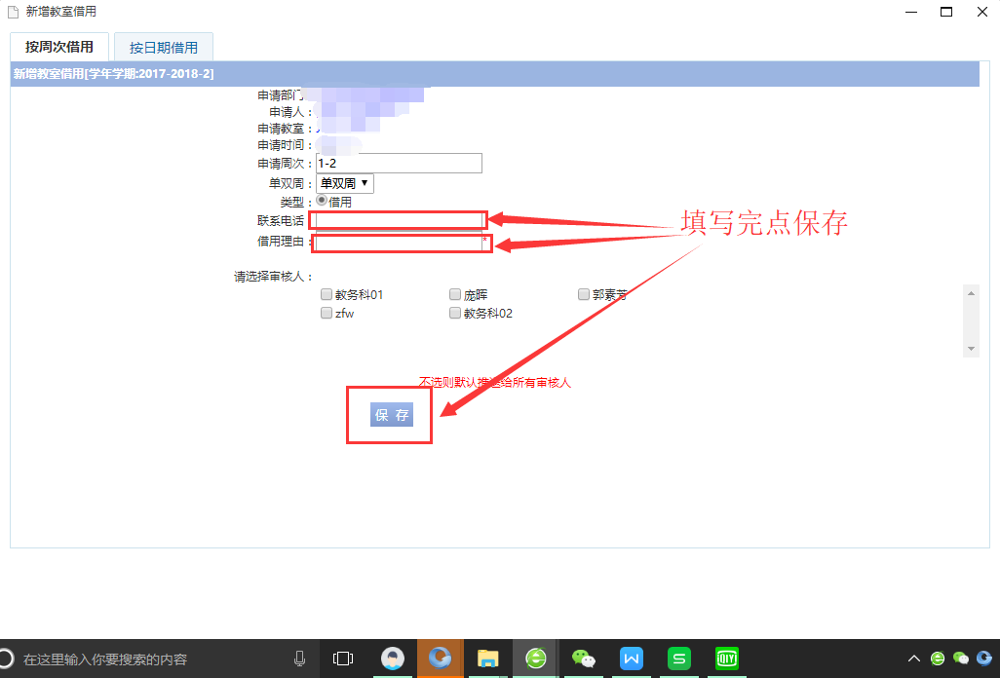 新增教室借用
按周次借用 按日期借用
新增教室借用[学年学期:2017-2018-2]
申请部门
申请人：
申请教室：
申请时间：
申请周次：1-2
单双周：单双周
类型：借用
联系电话
借用理由： *
填写完点保存
请选择审核人：
教务科01 庞晖 郭素芳
zfw 教务科02
不选则默认推送给所有审核人
保 存
在这里输入你要搜索的内容
W S QIY